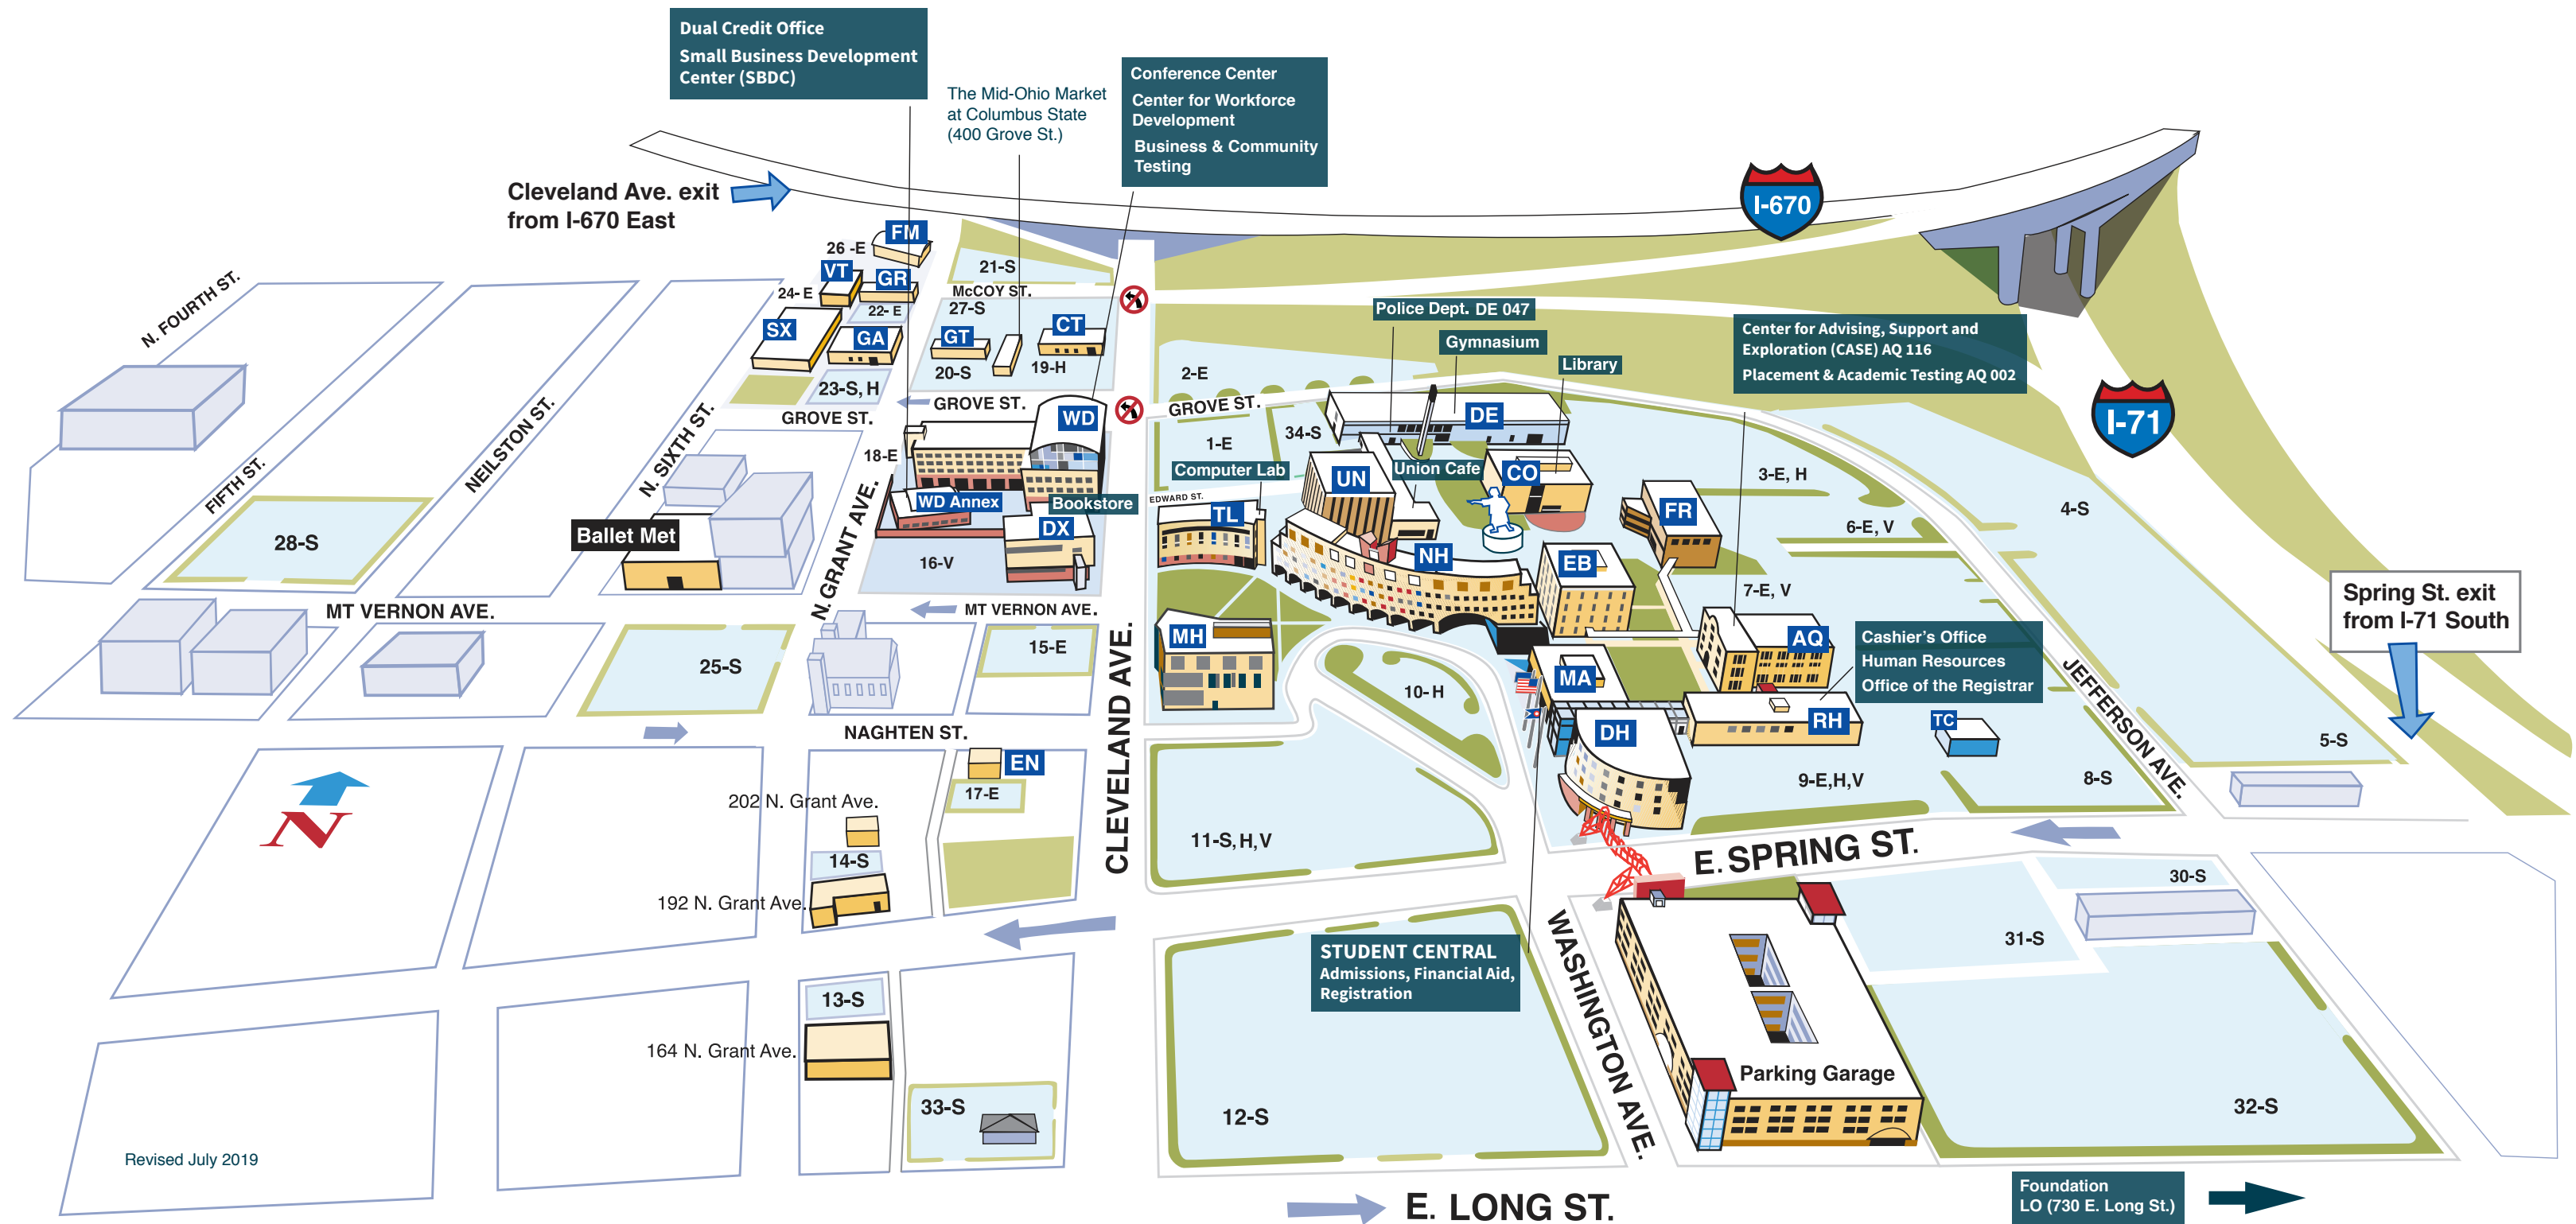 Dual Credit Office
Small Business Development
Center (SBDC)
The Mid-Ohio Market
at Columbus State
(400 Grove St.)
Conference Center
Center for Workforce
Development
Business & Community
Testing
Cleveland Ave. exit
from I-670 East
I-670
FM
26 -E
VT
GR
24- E
22- E
SX
GA
23-S, H
21-S
McCOY ST.
27-S
GT
CT
20-S
19-H
GROVE ST.
GROVE ST.
GROVE ST.
N. FOURTH ST.
FIFTH ST.
NEILSTON ST.
N. SIXTH ST.
N. GRANT AVE.
28-S
Ballet Met
MT VERNON AVE.
MT VERNON AVE.
18-E
WD
WD Annex
Bookstore
DX
16-V
15-E
25-S
NAGHTEN ST.
CLEVELAND AVE.
2-E
1-E
34-S
Police Dept. DE 047
Gymnasium
Library
DE
Computer Lab
Union Cafe
UN
CO
EDWARD ST.
TL
NH
FR
EB
MH
MA
DH
AQ
RH
TC
Center for Advising, Support and
Exploration (CASE) AQ 116
Placement & Academic Testing AQ 002
I-71
3-E, H
4-S
6-E, V
7-E, V
Cashier's Office
Human Resources
Office of the Registrar
Spring St. exit
from I-71 South
JEFFERSON AVE.
5-S
8-S
9-E,H,V
10- H
11-S, H,V
E. SPRING ST.
EN
17-E
202 N. Grant Ave.
14-S
192 N. Grant Ave.
13-S
164 N. Grant Ave.
33-S
N
STUDENT CENTRAL
Admissions, Financial Aid,
Registration
12-S
WASHINGTON AVE.
Parking Garage
30-S
31-S
32-S
Revised July 2019
E. LONG ST.
Foundation
LO (730 E. Long St.)